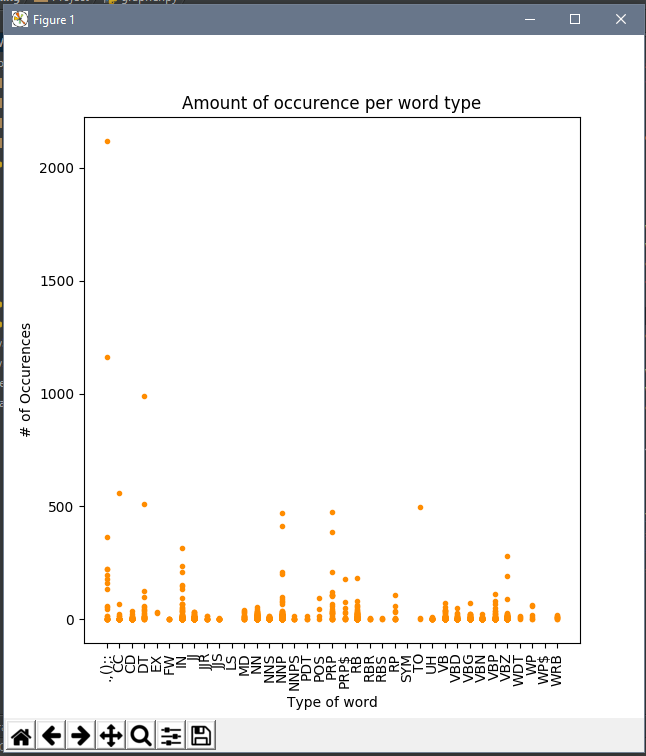 Figure 1
Amount of occurence per word type
# of Occurences
2000
1500
1000
500
0
CC
CD
DT
EX
FW
IN
JJ
JJR
JJS
LS
MD
NN
NNS
NNP
NNPS
PDT
POS
PRP
PRP$
RB
RBR
RBS
RP
SYM
TO
UH
VB
VBD
VBG
VBN
VBP
VBZ
WDT
WP
WP$
WRB
Type of word